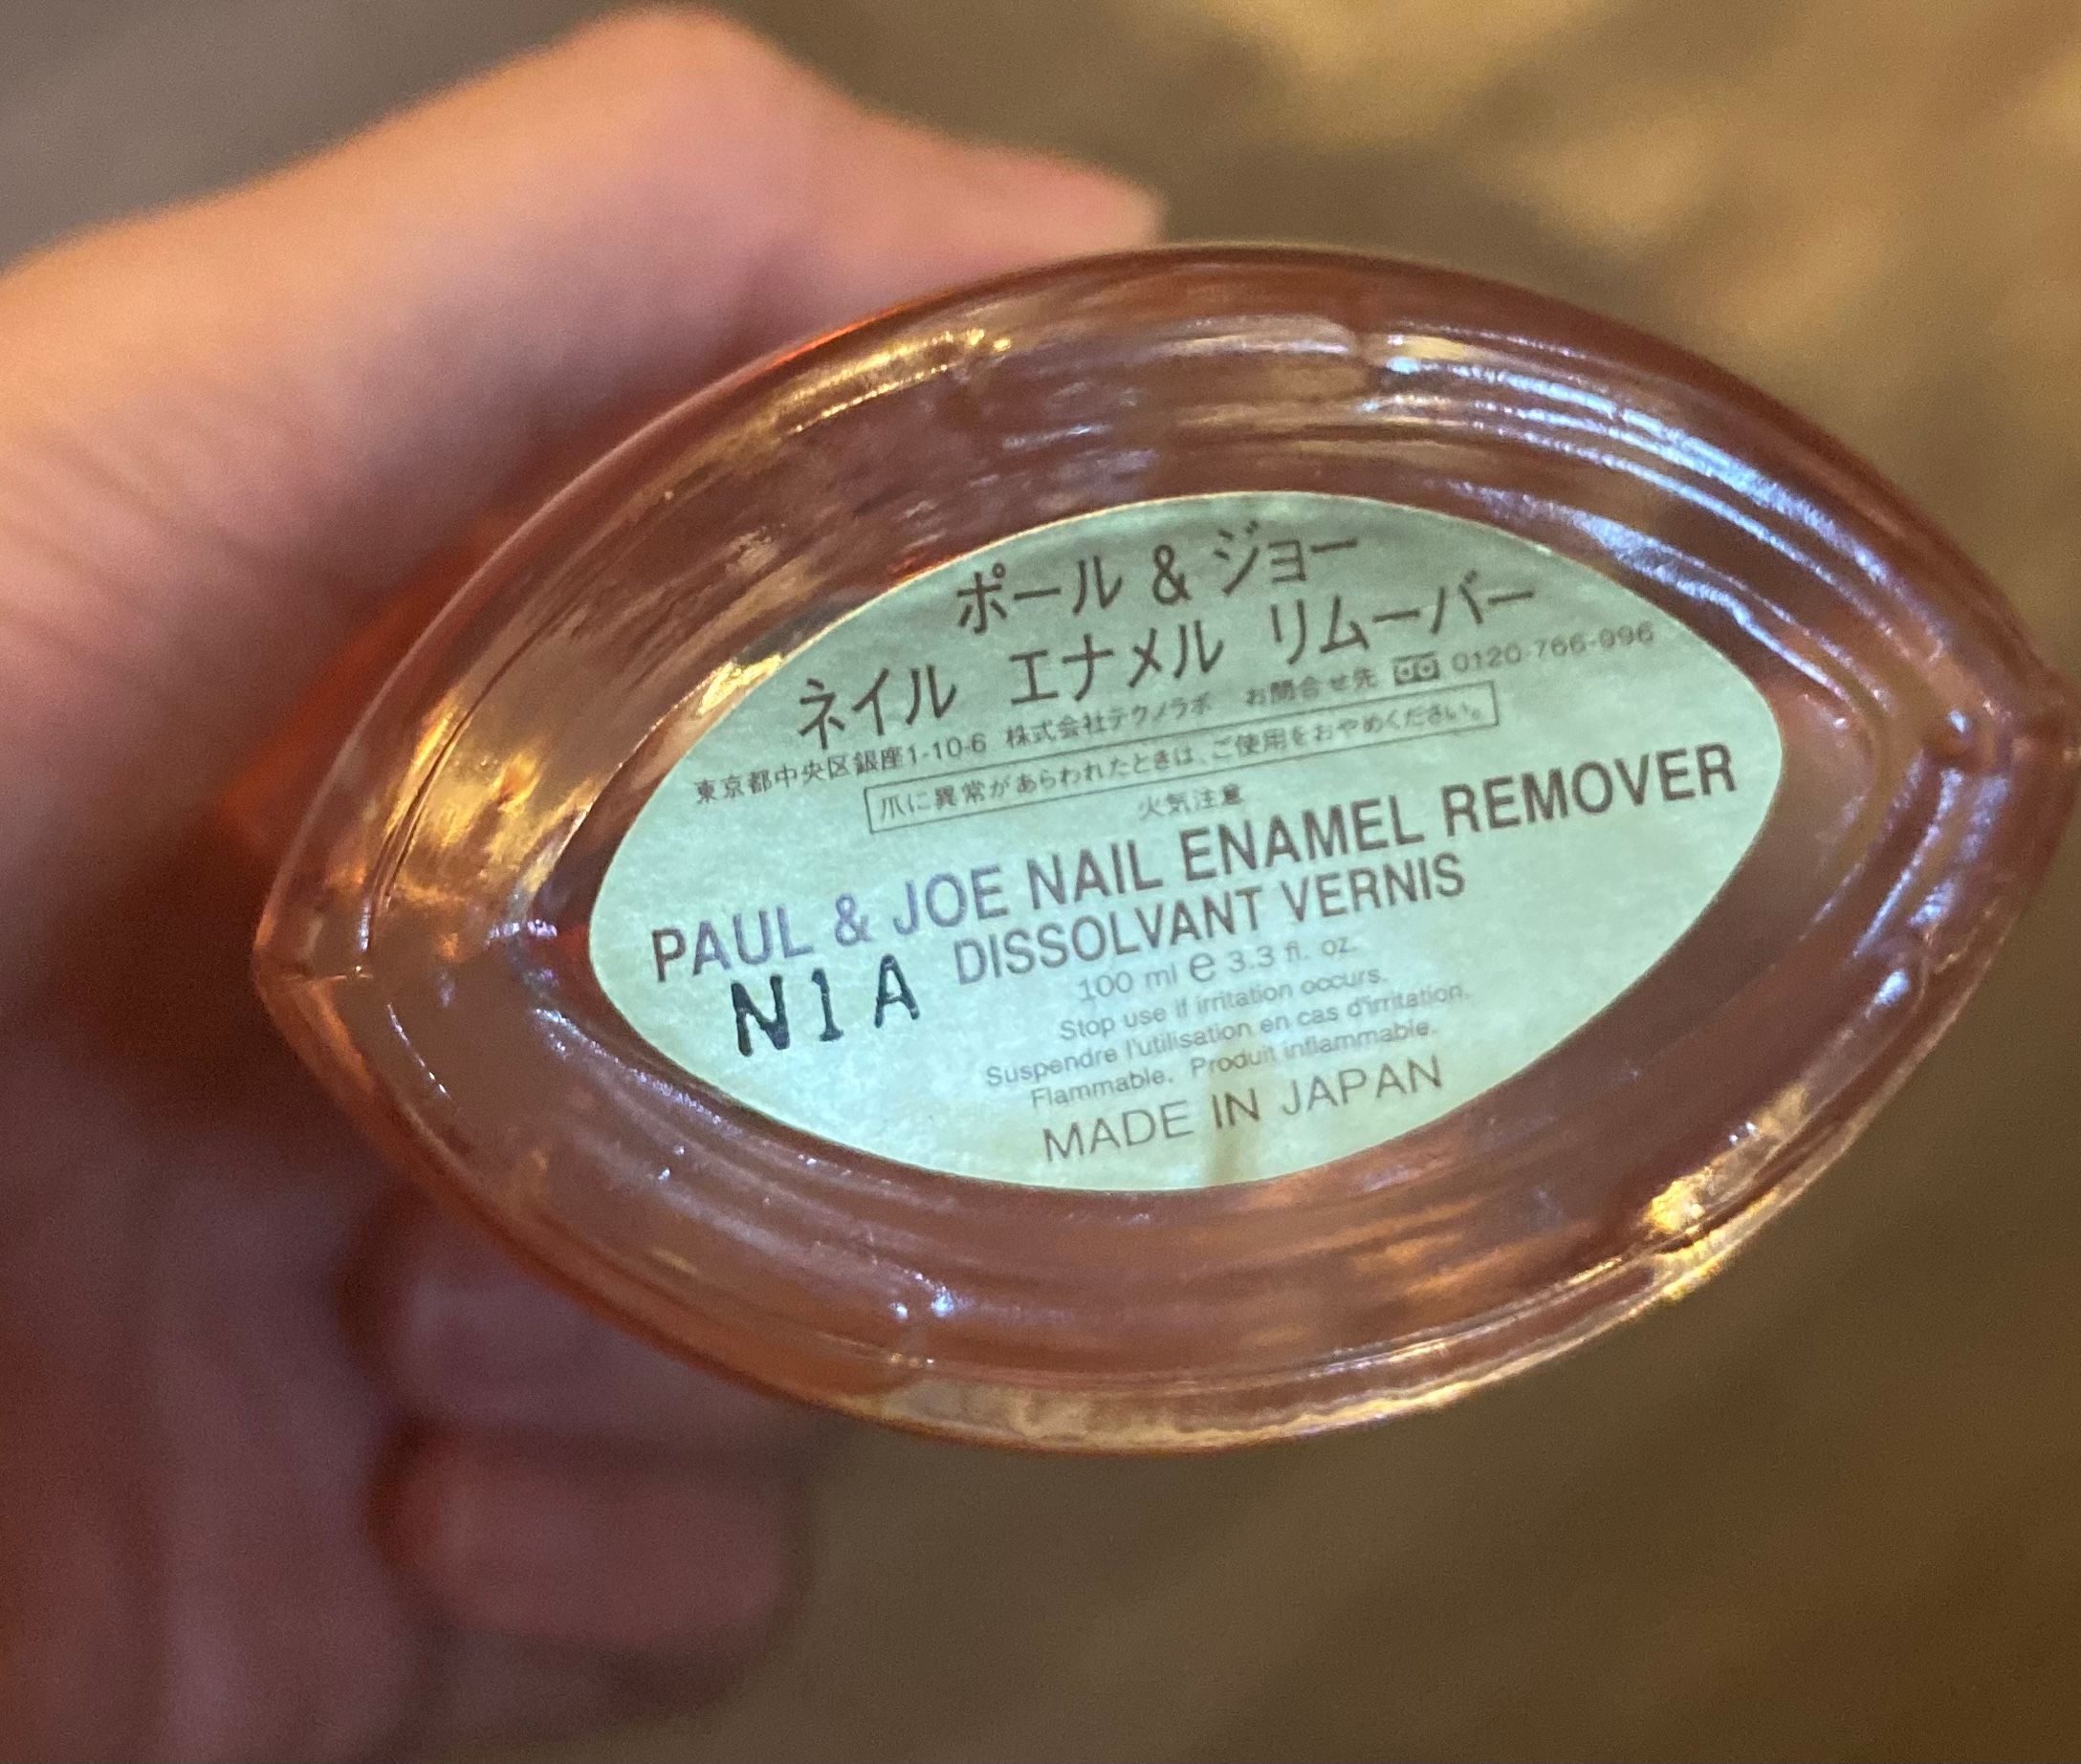 ポール & ジョー
ネイル エナメル リムーバー
東京都中央区銀座1-10-6 株式会社テクノラボ お問合せ先 0120-766-996
爪に異常があらわれたときは、ご使用をおやめください。
火気注意
PAUL & JOE NAIL ENAMEL REMOVER
N1A DISSOLVANT VERNIS
100 ml e 3.3 fl. oz.
Stop use if irritation occurs.
Suspendre l'utilisation en cas d'irritation.
Flammable. Produit inflammable.
MADE IN JAPAN